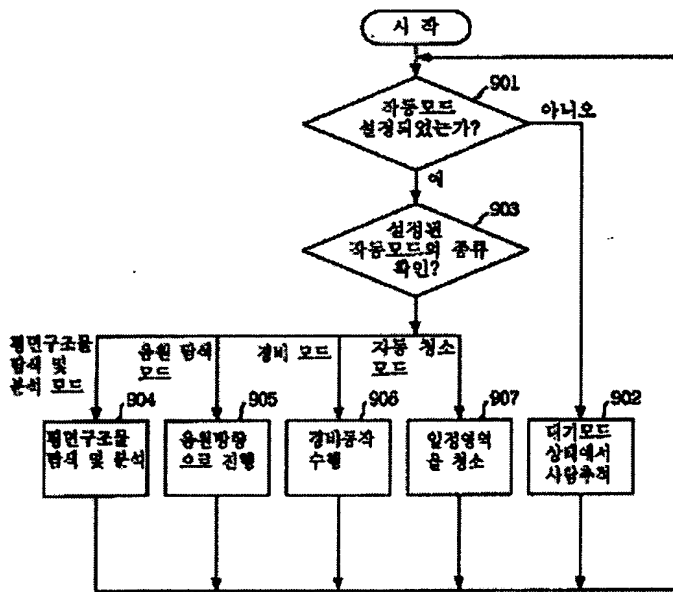 시 작
901
작동모드
설정되었는가?
아니오
예
903
설정된
작동모드의 종류
확인?
평면구조물
탐색 및
분석 모드
음원 탐색
모드
경비 모드
자동 청소
모드
904
평면구조물
탐색 및 분석
905
음원방향
으로 진행
906
경비동작
수행
907
일정영역
을 청소
902
대기모드
상태에서
사람추적